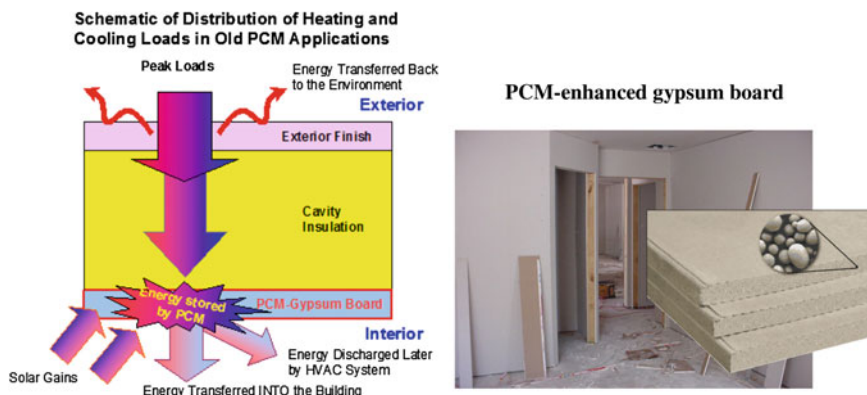 Schematic of Distribution of Heating and
Cooling Loads in Old PCM Applications
Peak Loads
Energy Transferred Back
to the Environment
Exterior
Exterior Finish
Cavity
Insulation
Energy stored
by PCM
PCM-Gypsum Board
Interior
Solar Gains
Energy Discharged Later
by HVAC System
Energy Transferred INTO the Building
PCM-enhanced gypsum board